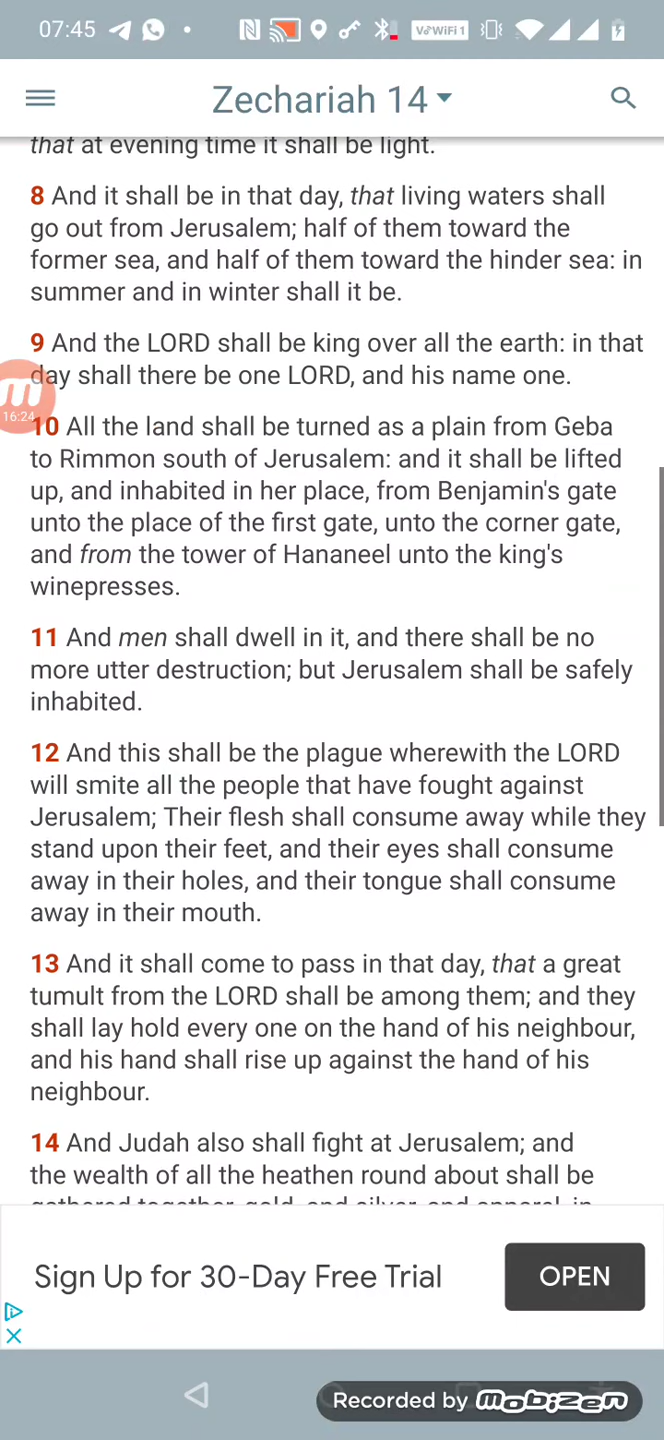 07:45
VoWiFi 1
Zechariah 14
that at evening time it shall be light.
8 And it shall be in that day, that living waters shall
go out from Jerusalem; half of them toward the
former sea, and half of them toward the hinder sea: in
summer and in winter shall it be.
9 And the LORD shall be king over all the earth: in that
day shall there be one LORD, and his name one.
16:24
10 All the land shall be turned as a plain from Geba
to Rimmon south of Jerusalem: and it shall be lifted
up, and inhabited in her place, from Benjamin's gate
unto the place of the first gate, unto the corner gate,
and from the tower of Hananeel unto the king's
winepresses.
11 And men shall dwell in it, and there shall be no
more utter destruction; but Jerusalem shall be safely
inhabited.
12 And this shall be the plague wherewith the LORD
will smite all the people that have fought against
Jerusalem; Their flesh shall consume away while they
stand upon their feet, and their eyes shall consume
away in their holes, and their tongue shall consume
away in their mouth.
13 And it shall come to pass in that day, that a great
tumult from the LORD shall be among them; and they
shall lay hold every one on the hand of his neighbour,
and his hand shall rise up against the hand of his
neighbour.
14 And Judah also shall fight at Jerusalem; and
the wealth of all the heathen round about shall be
gathered together, gold, and silver, and apparel, in
Sign Up for 30-Day Free Trial
OPEN
Recorded by mobizen